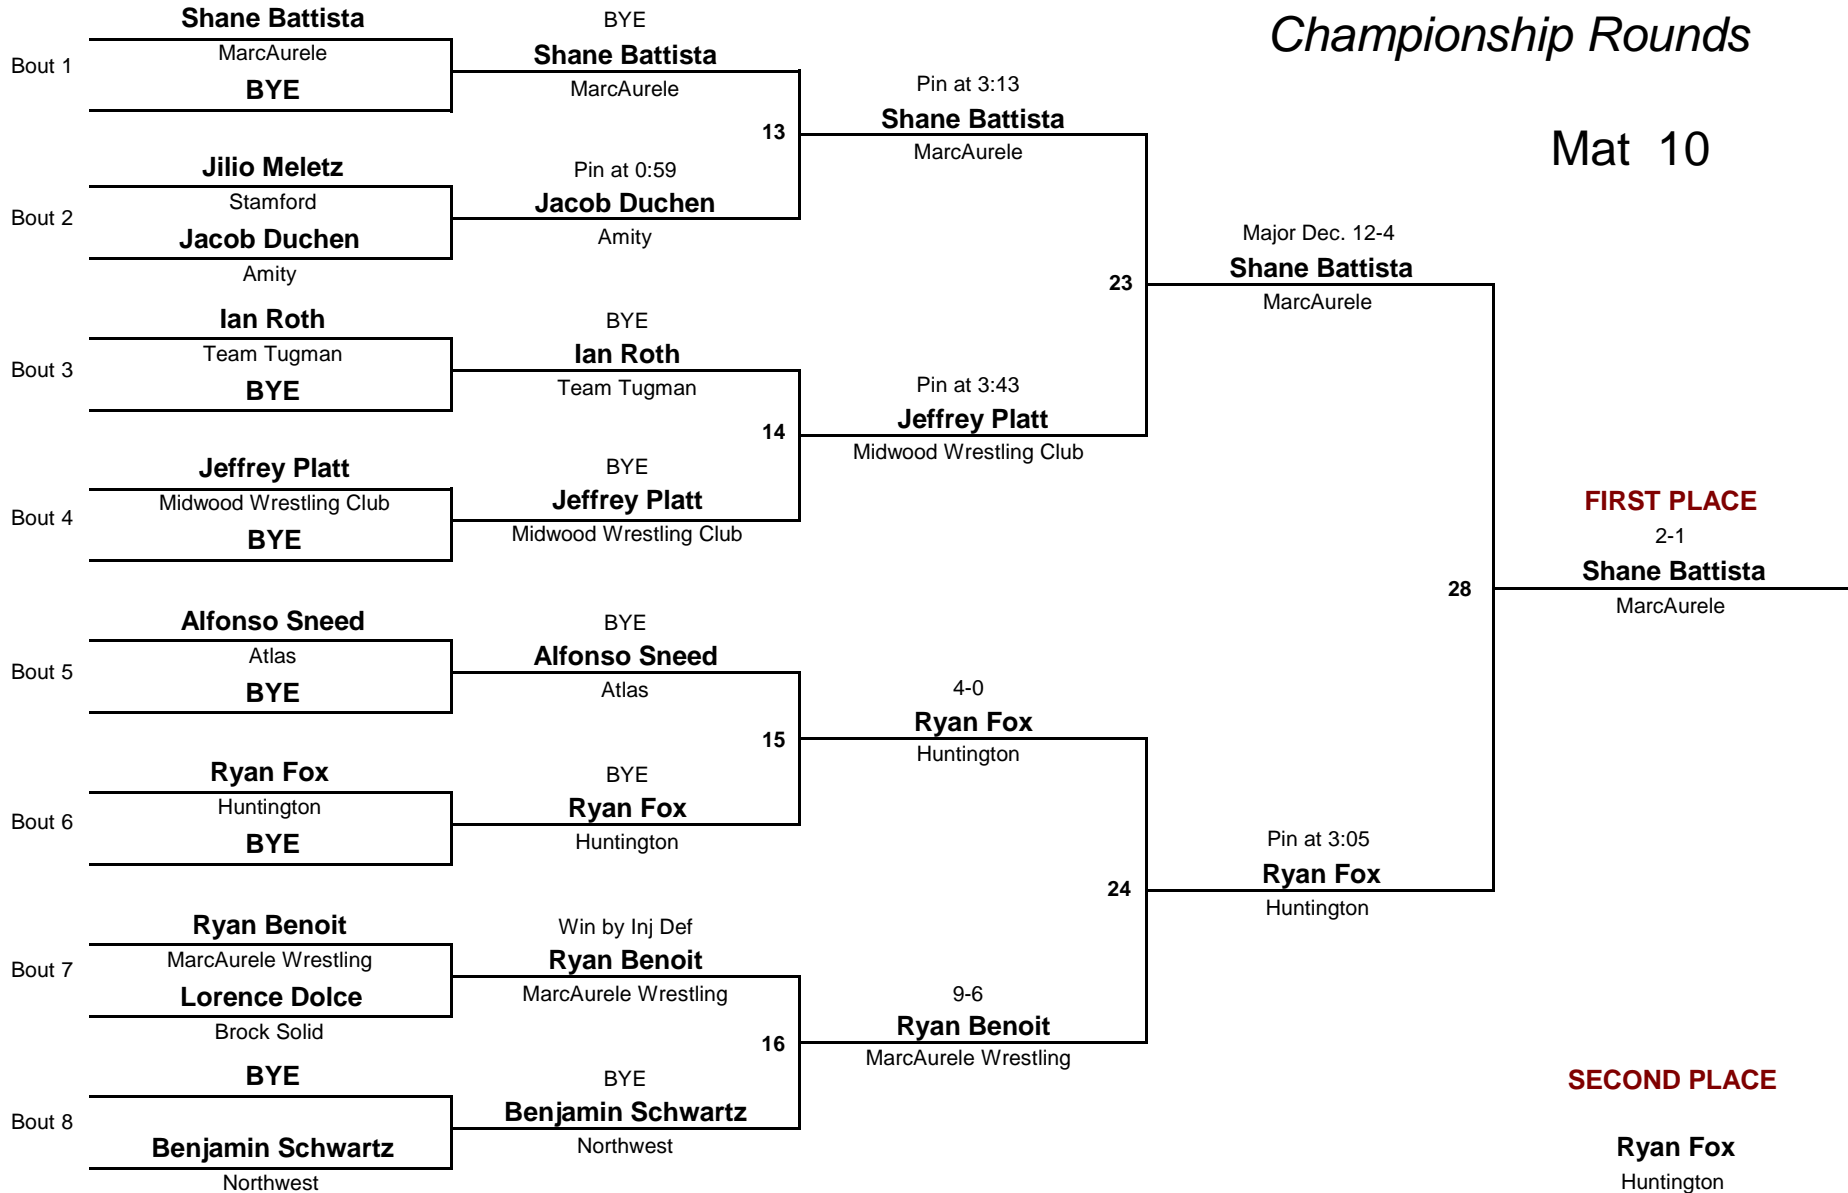 Championship Rounds
Mat 10
Shane Battista
Bout 1
MarcAurele
BYE
Jilio Meletz
Bout 2
Stamford
Jacob Duchen
Amity
Ian Roth
Bout 3
Team Tugman
BYE
Jeffrey Platt
Bout 4
Midwood Wrestling Club
BYE
Alfonso Sneed
Bout 5
Atlas
BYE
Ryan Fox
Bout 6
Huntington
BYE
Ryan Benoit
Bout 7
MarcAurele Wrestling
Lorence Dolce
Brock Solid
BYE
Bout 8
Benjamin Schwartz
Northwest
BYE
Shane Battista
MarcAurele
13
Pin at 0:59
Jacob Duchen
Amity
BYE
Ian Roth
Team Tugman
14
BYE
Jeffrey Platt
Midwood Wrestling Club
BYE
Alfonso Sneed
Atlas
15
BYE
Ryan Fox
Huntington
Win by Inj Def
Ryan Benoit
MarcAurele Wrestling
16
BYE
Benjamin Schwartz
Northwest
Pin at 3:13
Shane Battista
MarcAurele
23
Pin at 3:43
Jeffrey Platt
Midwood Wrestling Club
4-0
Ryan Fox
Huntington
24
9-6
Ryan Benoit
MarcAurele Wrestling
Major Dec. 12-4
Shane Battista
MarcAurele
28
Pin at 3:05
Ryan Fox
Huntington
FIRST PLACE
2-1
Shane Battista
MarcAurele
SECOND PLACE
Ryan Fox
Huntington